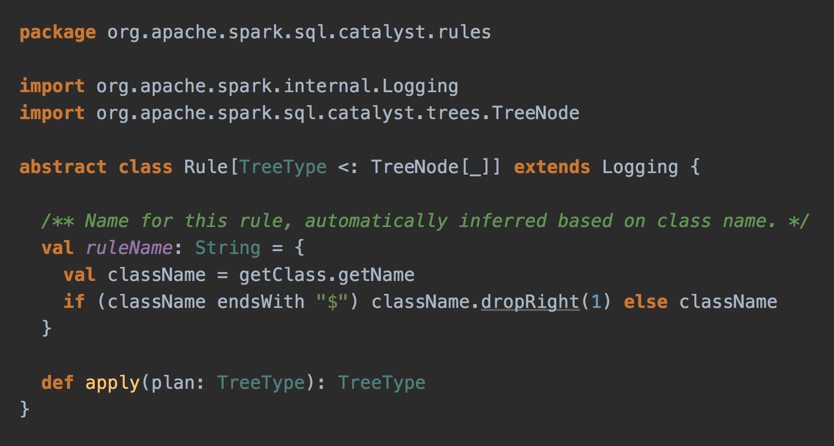 package org.apache.spark.sql.catalyst.rules
import org.apache.spark.internal.Logging
import org.apache.spark.sql.catalyst.trees.TreeNode
abstract class Rule[TreeType <: TreeNode[_]] extends Logging {
/** Name for this rule, automatically inferred based on class name. */
val ruleName: String = {
val className = getClass.getName
if (className endsWith "$") className.dropRight(1) else className
}
def apply(plan: TreeType): TreeType
}